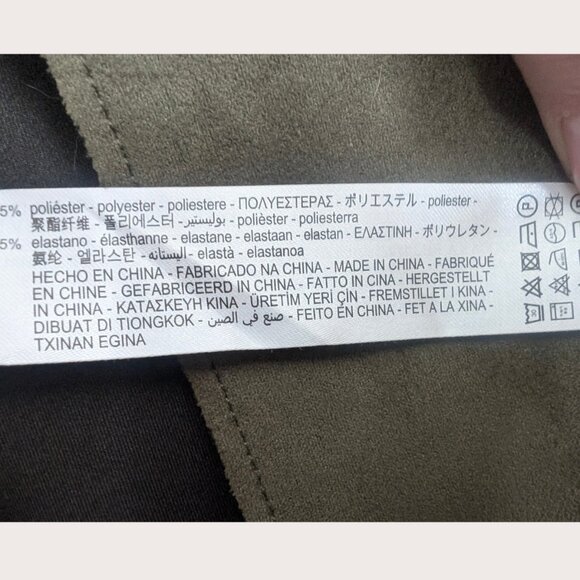 5% poliéster - polyester - poliestere - ΠΟΛΥΕΣΤΕΡΑΣ - ポリエステル - poliester -
聚酯纤维 - 폴리에스터 - بوليستير - polièster - poliesterra
5% elastano - élasthanne - elastane - elastaan - elastan - ΕΛΑΣΤΙΝΗ - ポリウレタン -
氨纶 - 엘라스탄 - اليستانه - elastà - elastanoa
HECHO EN CHINA - FABRICADO NA CHINA - MADE IN CHINA - FABRIQUÉ
EN CHINE - GEFABRICEERD IN CHINA - FATTO IN CINA - HERGESTELLT
IN CHINA - ΚΑΤΑΣΚΕΥΗ ΚΙΝΑ - ÜRETİM YERİ ÇİN - FREMSTILLET I KINA -
DIBUAT DI TIONGKOK - صنع في الصين - FEITO EN CHINA - FET A LA XINA -
TXINAN EGINA